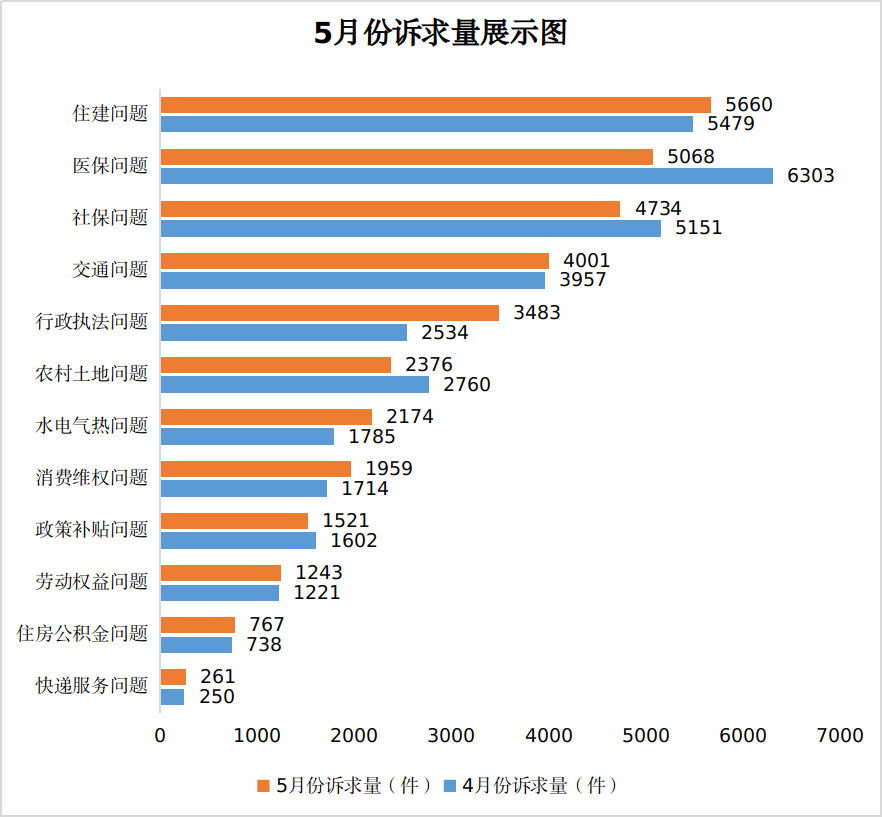 5月份诉求量展示图
住建问题 5660
5479
医保问题 5068
6303
社保问题 4734
5151
交通问题 4001
3957
行政执法问题 3483
2534
农村土地问题 2376
2760
水电气热问题 2174
1785
消费维权问题 1959
1714
政策补贴问题 1521
1602
劳动权益问题 1243
1221
住房公积金问题 767
738
快递服务问题 261
250
0 1000 2000 3000 4000 5000 6000 7000
5月份诉求量（件） 4月份诉求量（件）